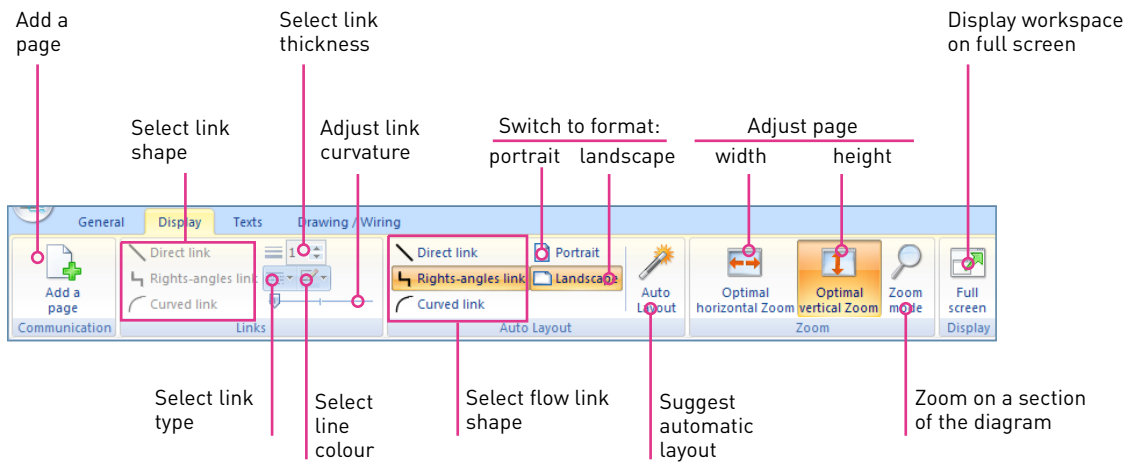 Add a
page
Select link
thickness
Display workspace
on full screen
Select link
shape
Adjust link
curvature
Switch to format:
portrait landscape
Adjust page
width height
General Display Texts Drawing / Wiring
Direct link
Rights-angles link
Curved link
1
Direct link
Rights-angles link
Curved link
Portrait
Landscape
Add a
page
Auto
Layout
Optimal
horizontal Zoom
Optimal
vertical Zoom
Zoom
mode
Full
screen
Communication Links Auto Layout Zoom Display
Select link
type
Select
line
colour
Select flow link
shape
Suggest
automatic
layout
Zoom on a section
of the diagram